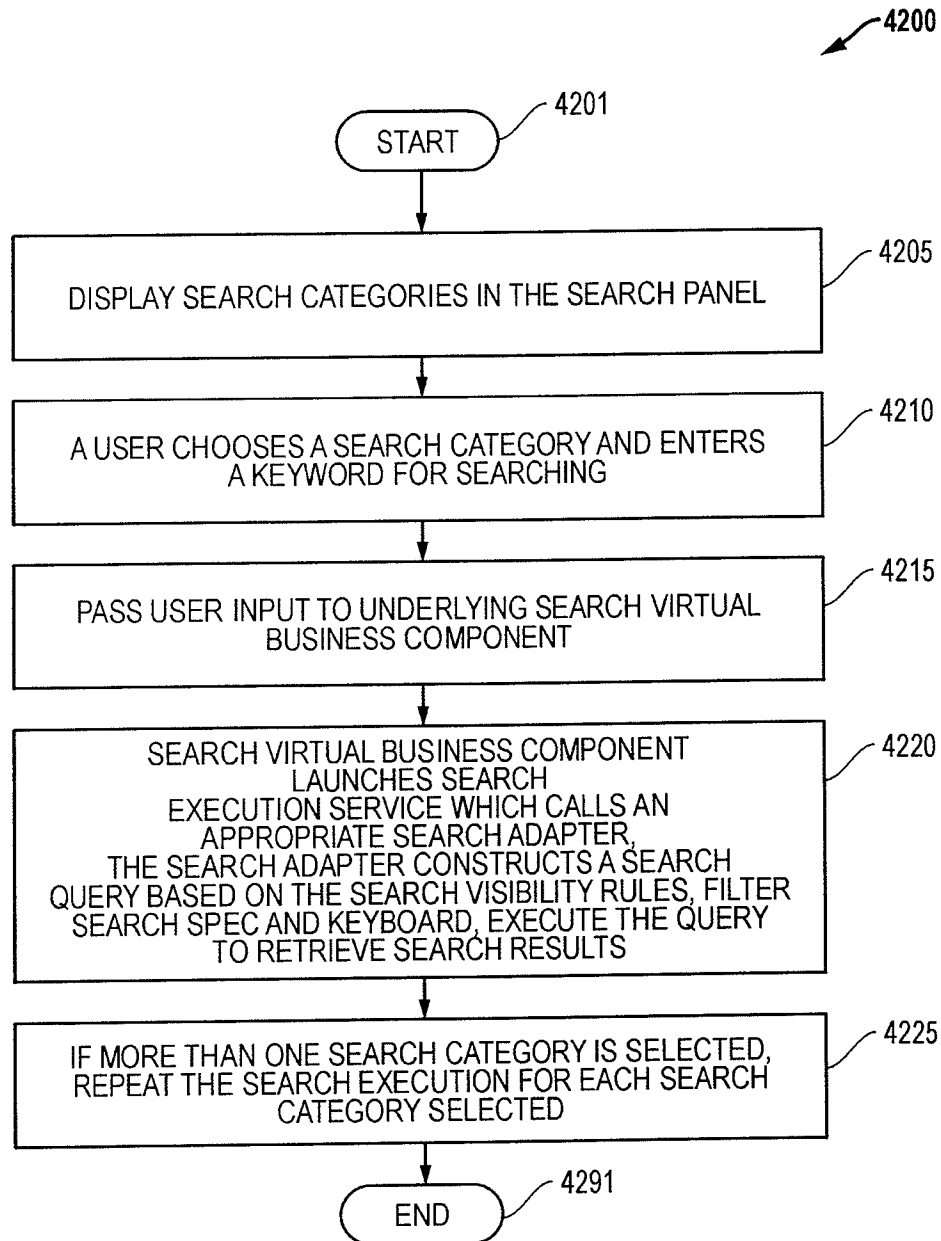 4200
START
4201
DISPLAY SEARCH CATEGORIES IN THE SEARCH PANEL
4205
A USER CHOOSES A SEARCH CATEGORY AND ENTERS
A KEYWORD FOR SEARCHING
4210
PASS USER INPUT TO UNDERLYING SEARCH VIRTUAL
BUSINESS COMPONENT
4215
SEARCH VIRTUAL BUSINESS COMPONENT
LAUNCHES SEARCH
EXECUTION SERVICE WHICH CALLS AN
APPROPRIATE SEARCH ADAPTER,
THE SEARCH ADAPTER CONSTRUCTS A SEARCH
QUERY BASED ON THE SEARCH VISIBILITY RULES, FILTER
SEARCH SPEC AND KEYBOARD, EXECUTE THE QUERY
TO RETRIEVE SEARCH RESULTS
4220
IF MORE THAN ONE SEARCH CATEGORY IS SELECTED,
REPEAT THE SEARCH EXECUTION FOR EACH SEARCH
CATEGORY SELECTED
4225
END
4291